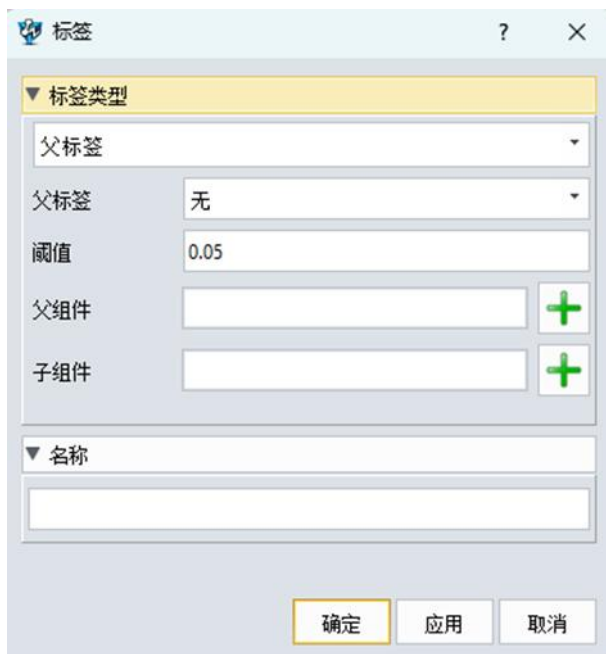 标签 ?
标签类型
父标签
父标签 无
阈值 0.05
父组件
子组件
名称
确定 应用 取消